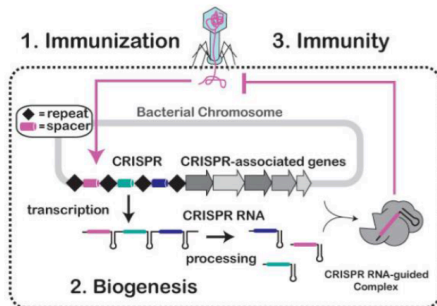 1. Immunization
3. Immunity
= repeat
= spacer
Bacterial Chromosome
CRISPR
CRISPR-associated genes
transcription
CRISPR RNA
processing
CRISPR RNA-guided
Complex
2. Biogenesis